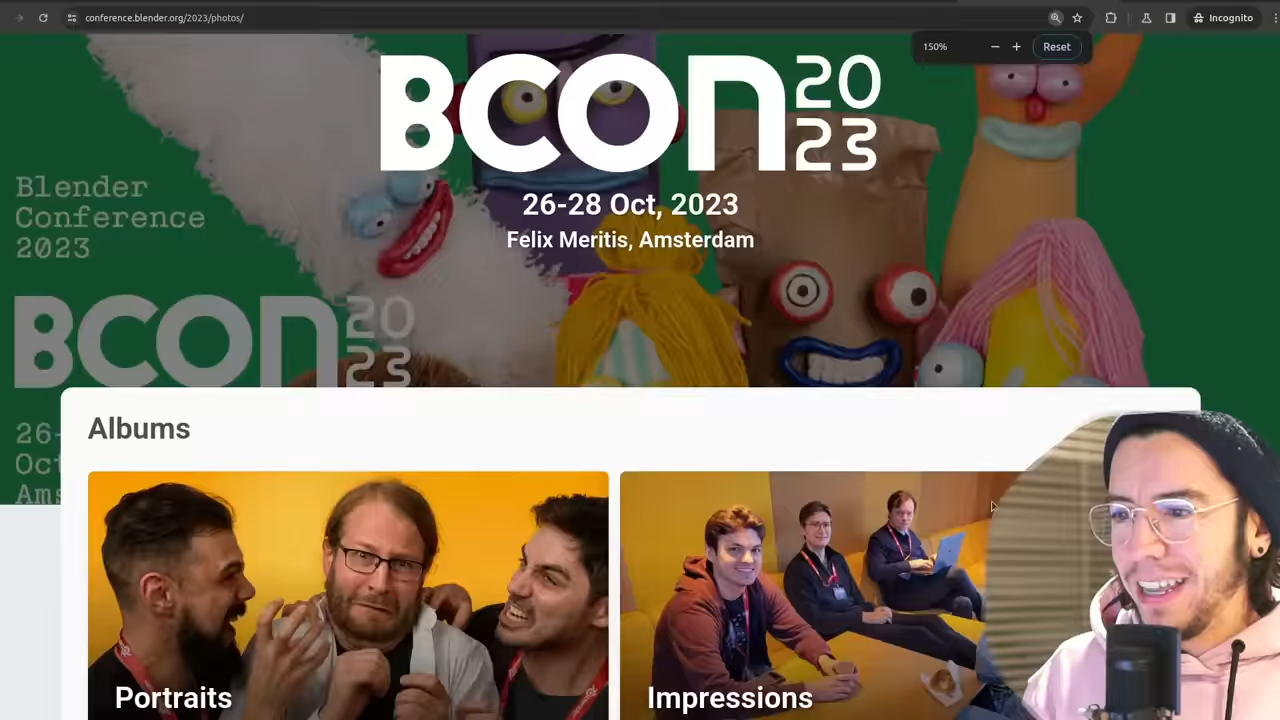 conference.blender.org/2023/photos/
Incognito
150%
Reset
BCON 20
23
26-28 Oct, 2023
Felix Meritis, Amsterdam
Blender
Conference
2023
BCON 20
23
26-
Oct
Ams
Albums
Portraits
Impressions